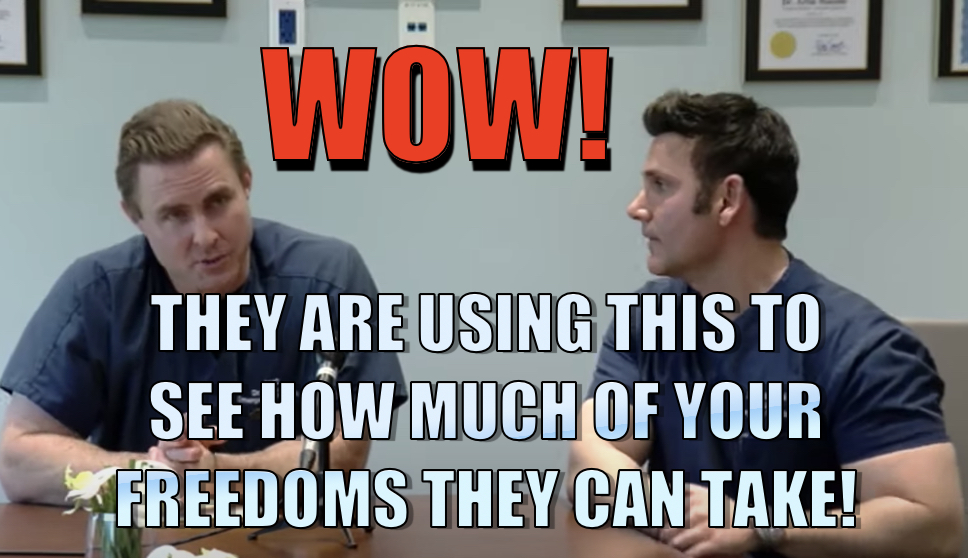 WOW!
THEY ARE USING THIS TO
SEE HOW MUCH OF YOUR
FREEDOMS THEY CAN TAKE!